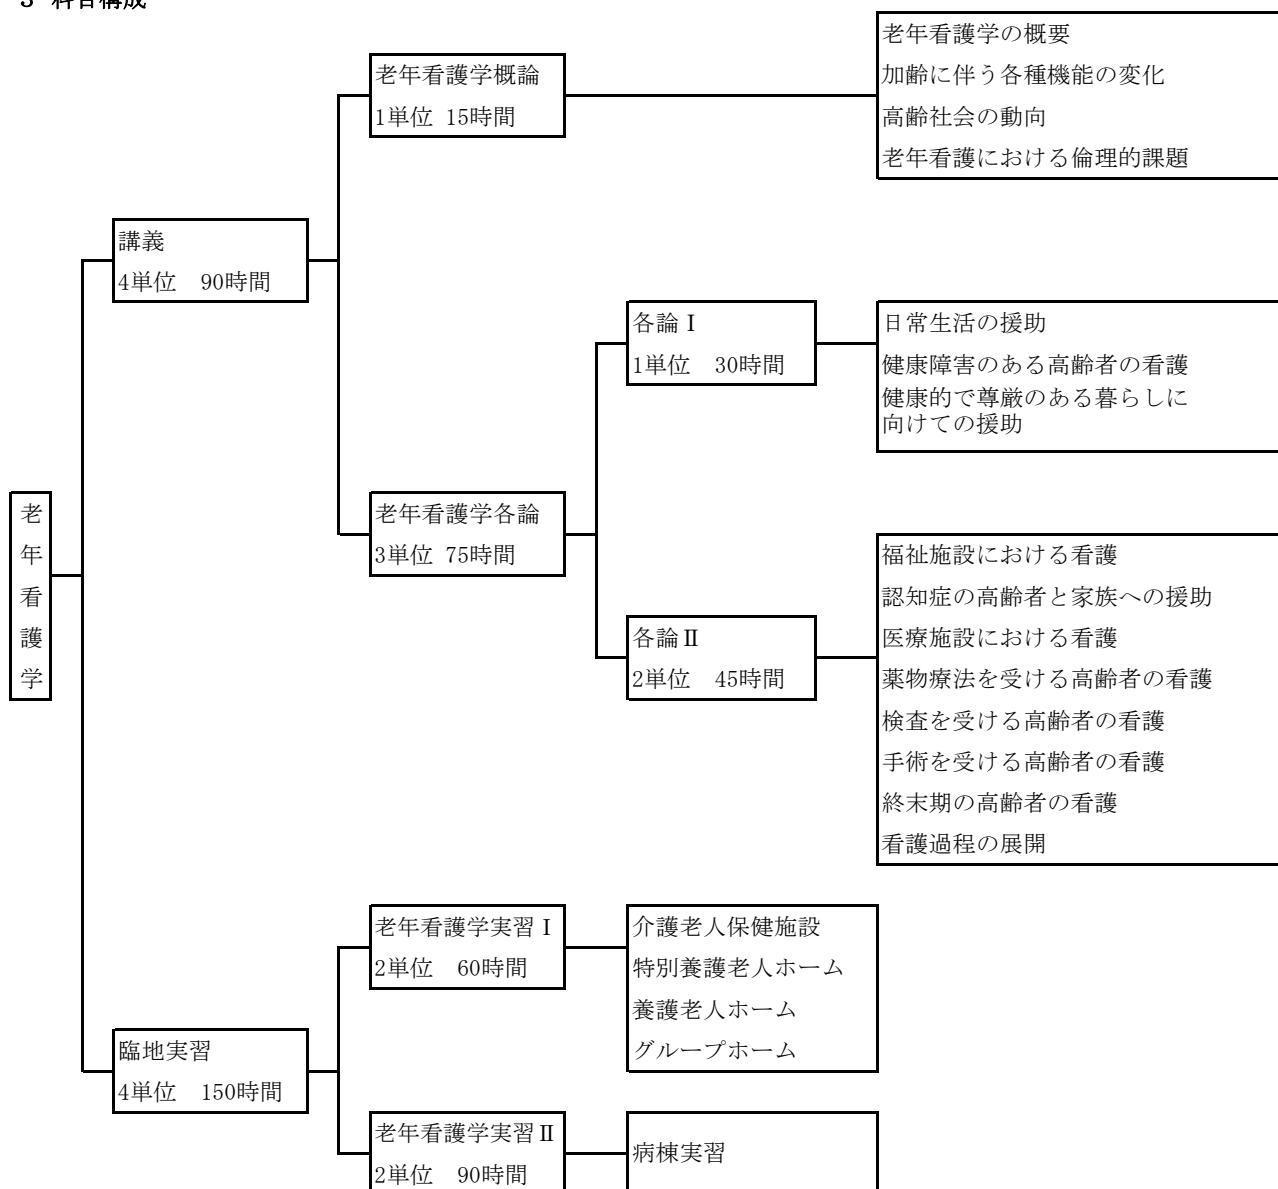 3 科目構成
老年看護学
講義
4単位　90時間
老年看護学概論
1単位 15時間
老年看護学の概要
加齢に伴う各種機能の変化
高齢社会の動向
老年看護における倫理的課題
老年看護学各論
3単位 75時間
各論Ⅰ
1単位　30時間
日常生活の援助
健康障害のある高齢者の看護
健康的で尊厳のある暮らしに
向けての援助
各論Ⅱ
2単位　45時間
福祉施設における看護
認知症の高齢者と家族への援助
医療施設における看護
薬物療法を受ける高齢者の看護
検査を受ける高齢者の看護
手術を受ける高齢者の看護
終末期の高齢者の看護
看護過程の展開
臨地実習
4単位　150時間
老年看護学実習Ⅰ
2単位　60時間
介護老人保健施設
特別養護老人ホーム
養護老人ホーム
グループホーム
老年看護学実習Ⅱ
2単位　90時間
病棟実習